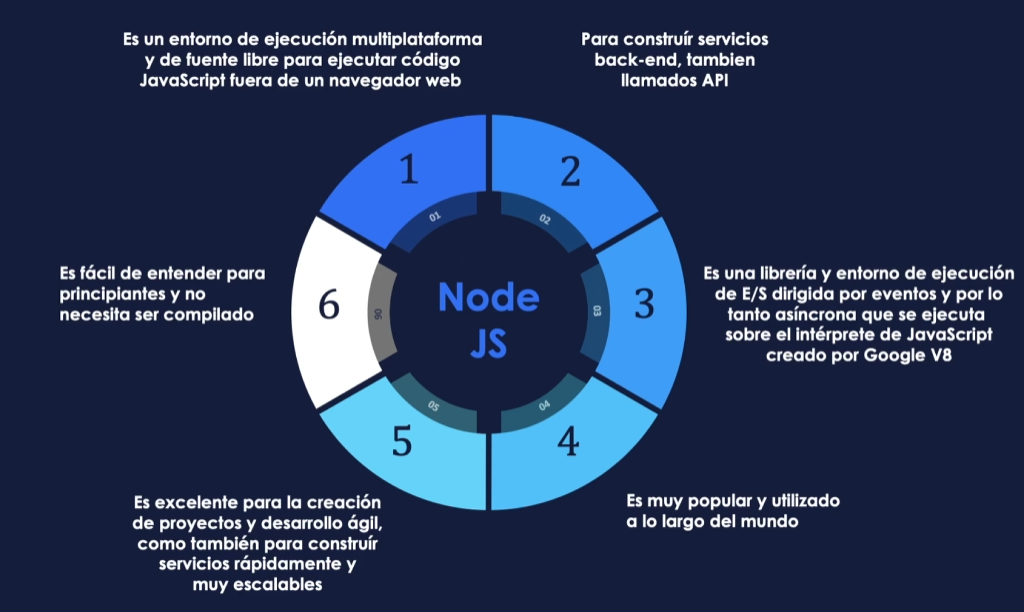 Es un entorno de ejecución multiplataforma
y de fuente libre para ejecutar código
JavaScript fuera de un navegador web
Para construír servicios
back-end, tambien
llamados API
1
2
01
02
Es fácil de entender para
principiantes y no
necesita ser compilado
6
06
Node
JS
03
3
Es una librería y entorno de ejecución
de E/S dirigida por eventos y por lo
tanto asíncrona que se ejecuta
sobre el intérprete de JavaScript
creado por Google V8
05
04
5
4
Es excelente para la creación
de proyectos y desarrollo ágil,
como también para construír
servicios rápidamente y
muy escalables
Es muy popular y utilizado
a lo largo del mundo